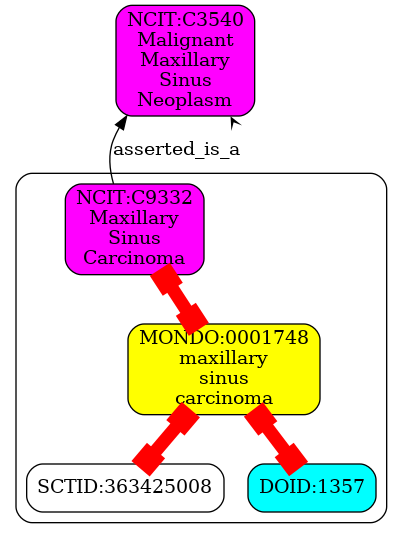 NCIT:C3540
Malignant
Maxillary
Sinus
Neoplasm
asserted_is_a
NCIT:C9332
Maxillary
Sinus
Carcinoma
MONDO:0001748
maxillary
sinus
carcinoma
SCTID:363425008
DOID:1357